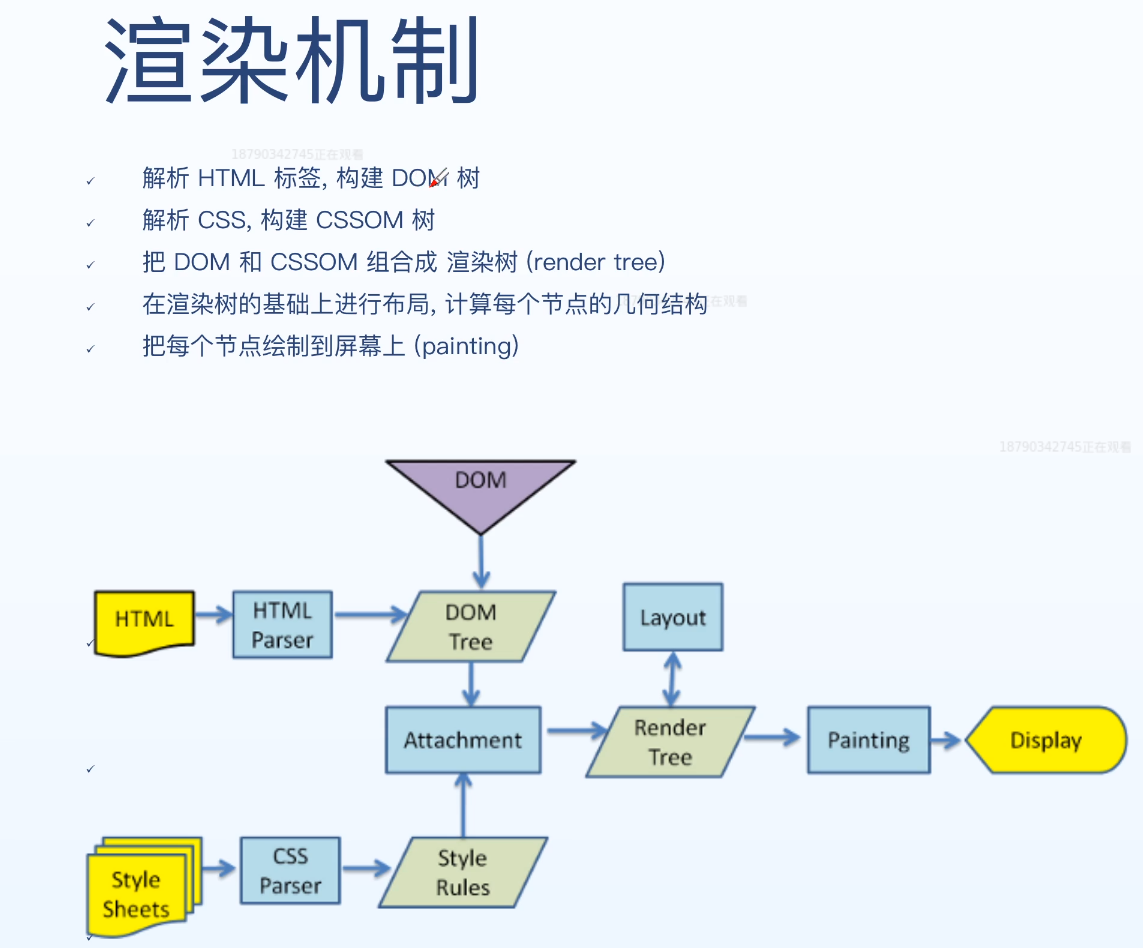 渲染机制
18790342745正在观看
解析 HTML 标签, 构建 DOM 树
解析 CSS, 构建 CSSOM 树
把 DOM 和 CSSOM 组合成 渲染树 (render tree)
在渲染树的基础上进行布局, 计算每个节点的几何结构
在观看
把每个节点绘制到屏幕上 (painting)
18790342745正在观看
DOM
HTML
HTML
Parser
DOM
Tree
Layout
Attachment
Render
Tree
Painting
Display
Style
Sheets
CSS
Parser
Style
Rules